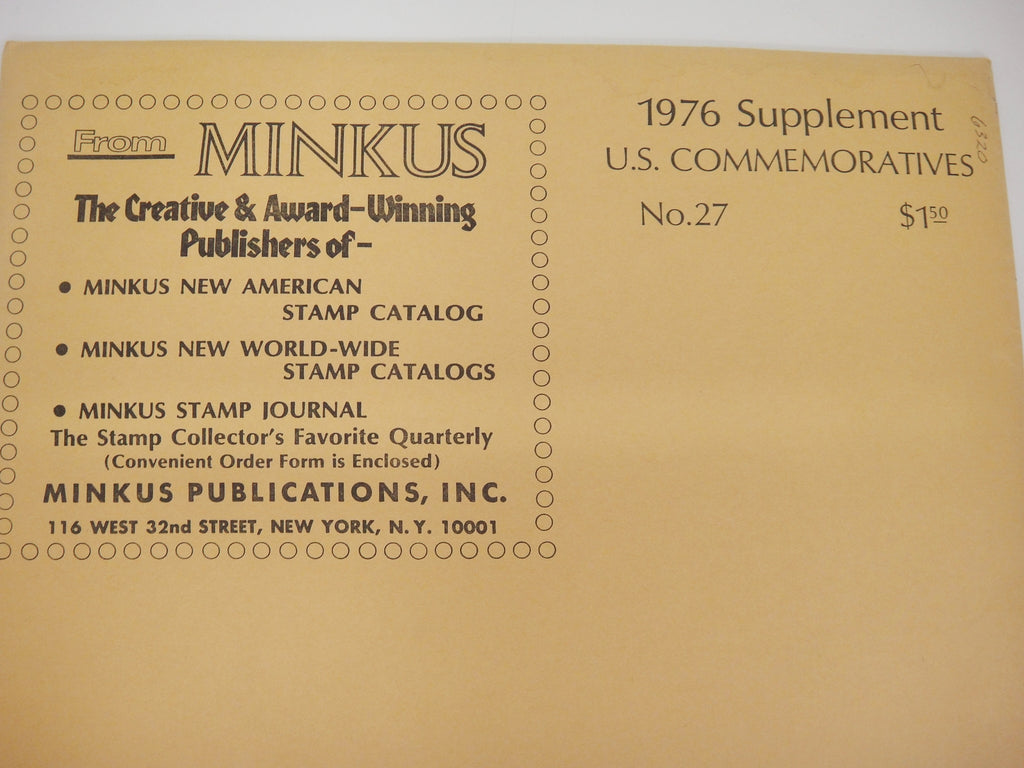 From MINKUS
The Creative & Award-Winning
Publishers of-
• MINKUS NEW AMERICAN
STAMP CATALOG
• MINKUS NEW WORLD-WIDE
STAMP CATALOGS
• MINKUS STAMP JOURNAL
The Stamp Collector's Favorite Quarterly
(Convenient Order Form is Enclosed)
MINKUS PUBLICATIONS, INC.
116 WEST 32nd STREET, NEW YORK, N. Y. 10001
1976 Supplement
U.S. COMMEMORATIVES
No.27 $150
6320